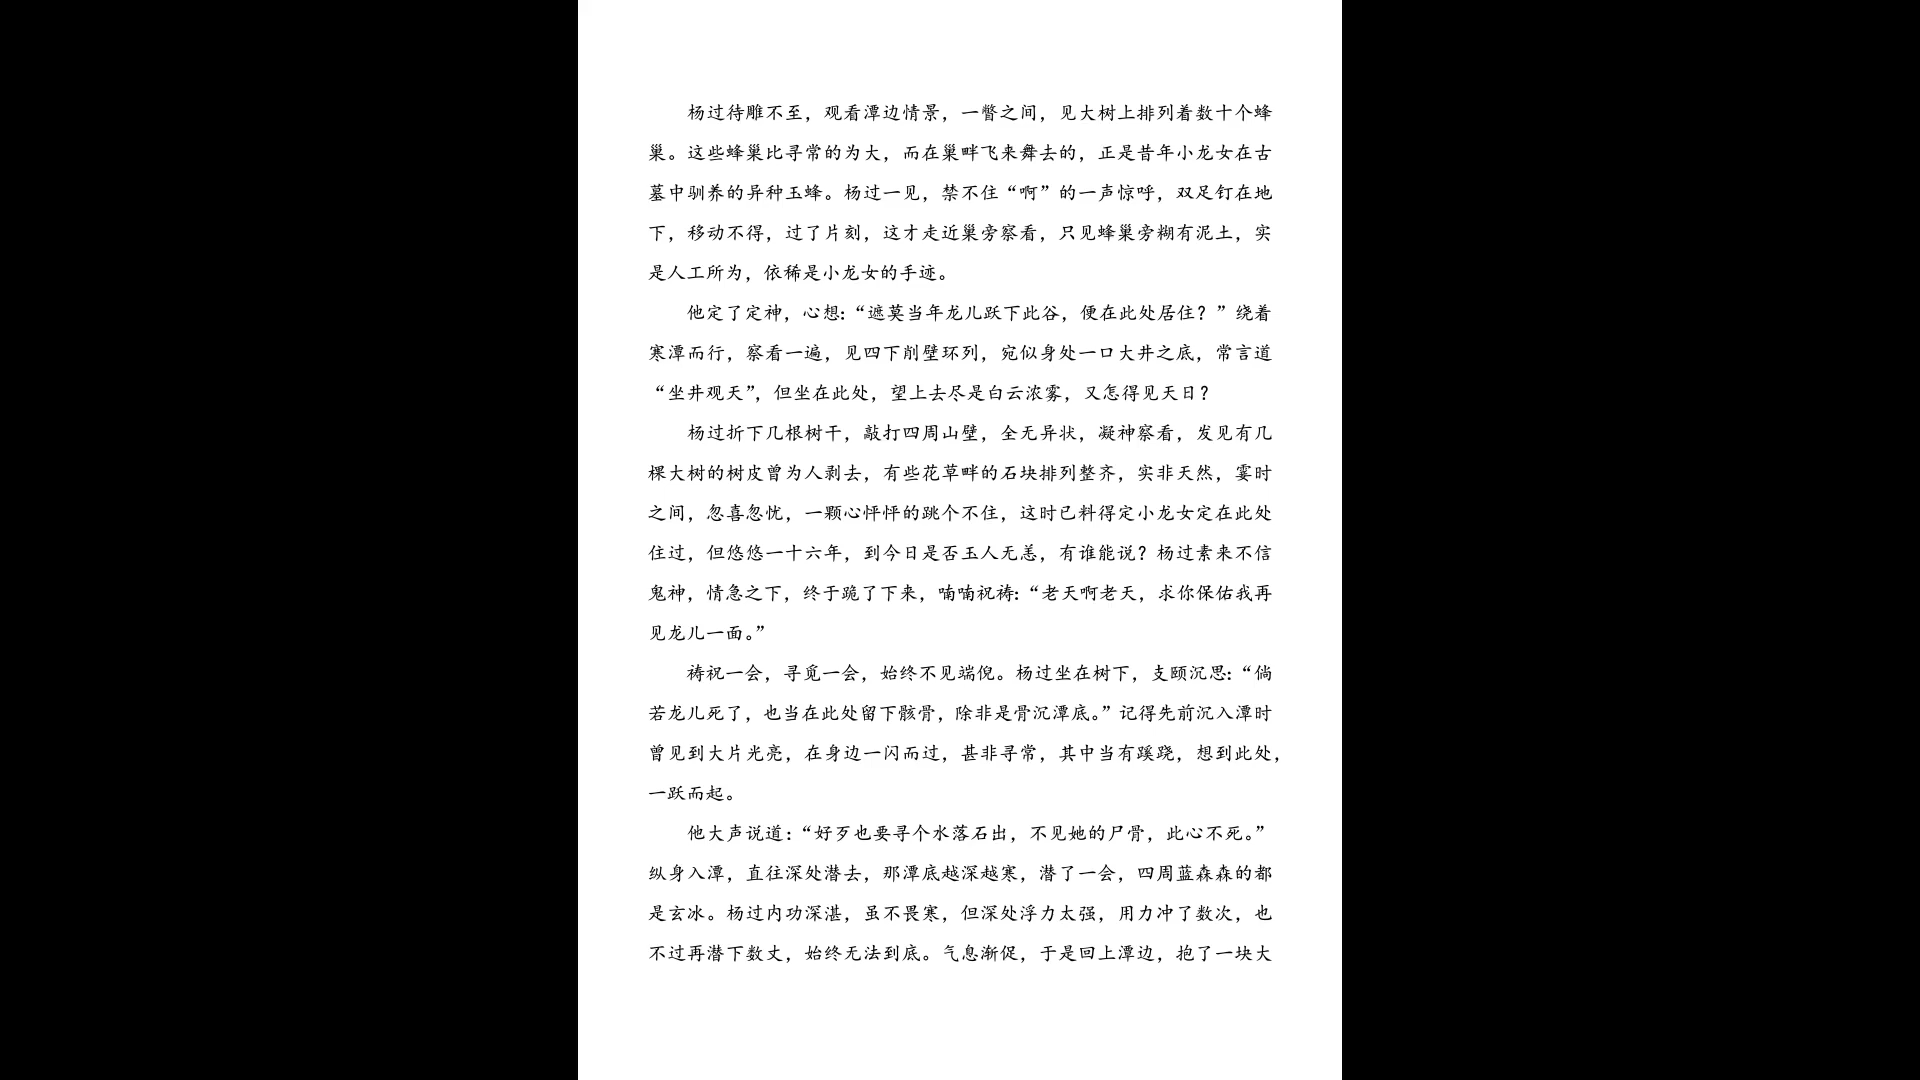 杨过待雕不至，观看潭边情景，一瞥之间，见大树上排列着数十个蜂
巢。这些蜂巢比寻常的为大，而在巢畔飞来舞去的，正是昔年小龙女在古
墓中驯养的异种玉蜂。杨过一见，禁不住“啊”的一声惊呼，双足钉在地
下，移动不得，过了片刻，这才走近巢旁察看，只见蜂巢旁糊有泥土，实
是人工所为，依稀是小龙女的手迹。
他定了定神，心想：“遮莫当年龙儿跃下此谷，便在此处居住？”绕着
寒潭而行，察看一遍，见四下削壁环列，宛似身处一口大井之底，常言道
“坐井观天”，但坐在此处，望上去尽是白云浓雾，又怎得见天日？
杨过折下几根树干，敲打四周山壁，全无异状，凝神察看，发见有几
棵大树的树皮曾为人剥去，有些花草畔的石块排列整齐，实非天然，霎时
之间，忽喜忽忧，一颗心怦怦的跳个不住，这时已料得定小龙女定在此处
住过，但悠悠一十六年，到今日是否玉人无恙，有谁能说？杨过素来不信
鬼神，情急之下，终于跪了下来，喃喃祝祷：“老天啊老天，求你保佑我再
见龙儿一面。”
祷祝一会，寻觅一会，始终不见端倪。杨过坐在树下，支颐沉思：“倘
若龙儿死了，也当在此处留下骸骨，除非是骨沉潭底。”记得先前沉入潭时
曾见到大片光亮，在身边一闪而过，甚非寻常，其中当有蹊跷，想到此处，
一跃而起。
他大声说道：“好歹也要寻个水落石出，不见她的尸骨，此心不死。”
纵身入潭，直往深处潜去，那潭底越深越寒，潜了一会，四周蓝森森的都
是玄冰。杨过内功深湛，虽不畏寒，但深处浮力太强，用力冲了数次，也
不过再潜下数丈，始终无法到底。气息渐促，于是回上潭边，抱了一块大